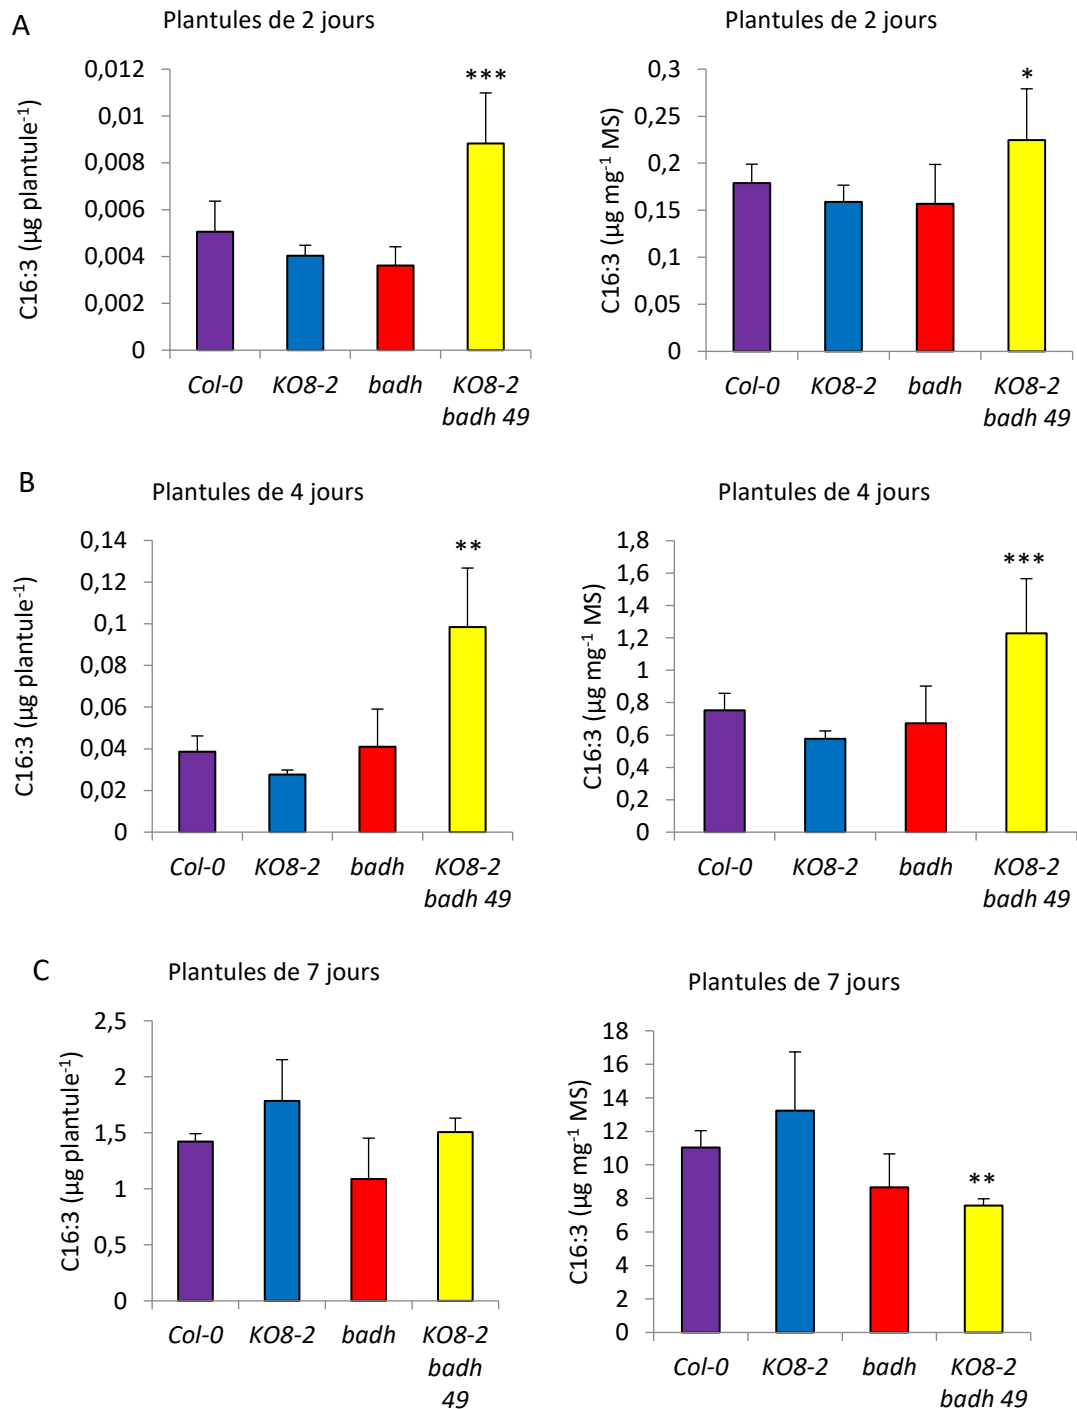 A
Plantules de 2 jours
C16:3 (µg plantule-1)
0,012
0,01
0,008
0,006
0,004
0,002
0
***
Col-0 KO8-2 badh KO8-2
badh 49
Plantules de 2 jours
C16:3 (µg mg-1 MS)
0,3
0,25
0,2
0,15
0,1
0,05
0
*
Col-0 KO8-2 badh KO8-2
badh 49
B
Plantules de 4 jours
C16:3 (µg plantule-1)
0,14
0,12
0,1
0,08
0,06
0,04
0,02
0
**
Col-0 KO8-2 badh KO8-2
badh 49
Plantules de 4 jours
C16:3 (µg mg-1 MS)
1,8
1,6
1,4
1,2
1
0,8
0,6
0,4
0,2
0
***
Col-0 KO8-2 badh KO8-2
badh 49
C
Plantules de 7 jours
C16:3 (µg plantule-1)
2,5
2
1,5
1
0,5
0
Col-0 KO8-2 badh KO8-2
badh
49
Plantules de 7 jours
C16:3 (µg mg-1 MS)
18
16
14
12
10
8
6
4
2
0
**
Col-0 KO8-2 badh KO8-2
badh 49